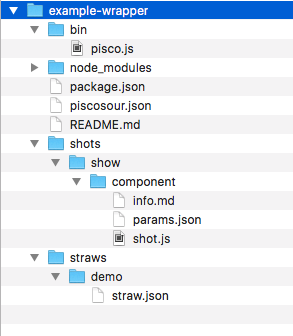 example-wrapper
bin
pisco.js
node_modules
package.json
piscosour.json
README.md
shots
show
component
info.md
params.json
shot.js
straws
demo
straw.json